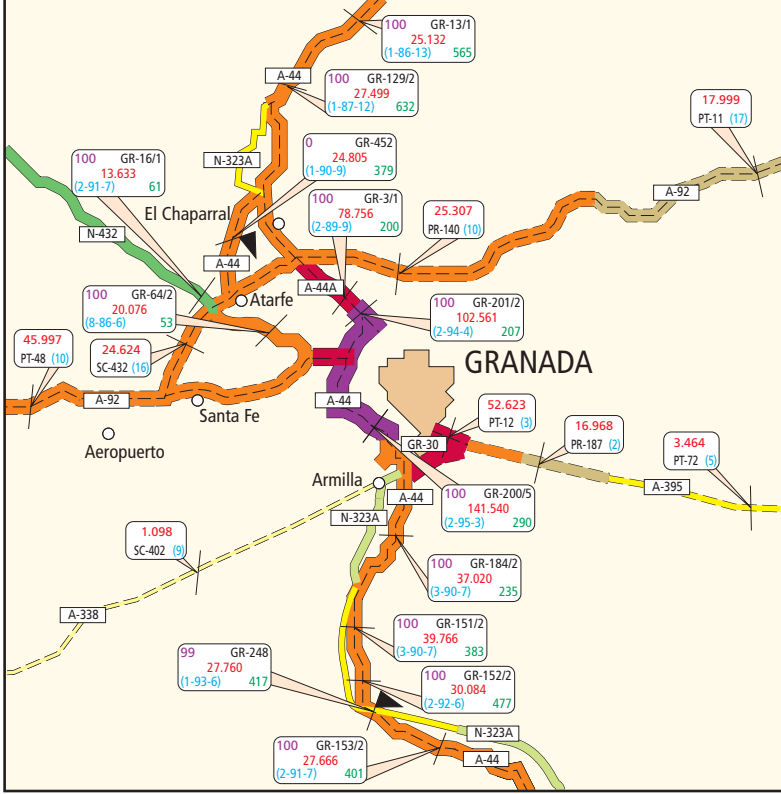 100 GR-13/1
25.132
(1-86-13) 565
A-44
100 GR-129/2
27.499
(1-87-12) 632
17.999
PT-11 (17)
0 GR-452
24.805
(1-90-9) 379
100 GR-16/1
13.633
(2-91-7) 61
N-323A
A-92
100 GR-3/1
78.756
(2-89-9) 200
El Chaparral
25.307
PR-140 (10)
N-432
A-44
A-44A
100 GR-64/2
20.076
(8-86-6) 53
Atarfe
100 GR-201/2
102.561
(2-94-4) 207
45.997
PT-48 (10)
24.624
SC-432 (16)
GRANADA
A-92
A-44
Santa Fe
52.623
PT-12 (3)
Aeropuerto
GR-30
16.968
PR-187 (2)
3.464
PT-72 (5)
Armilla
A-44
A-395
100 GR-200/5
141.540
(2-95-3) 290
N-323A
1.098
SC-402 (9)
100 GR-184/2
37.020
(3-90-7) 235
A-338
100 GR-151/2
39.766
(3-90-7) 383
99 GR-248
27.760
(1-93-6) 417
100 GR-152/2
30.084
(2-92-6) 477
N-323A
100 GR-153/2
27.666
(2-91-7) 401
A-44